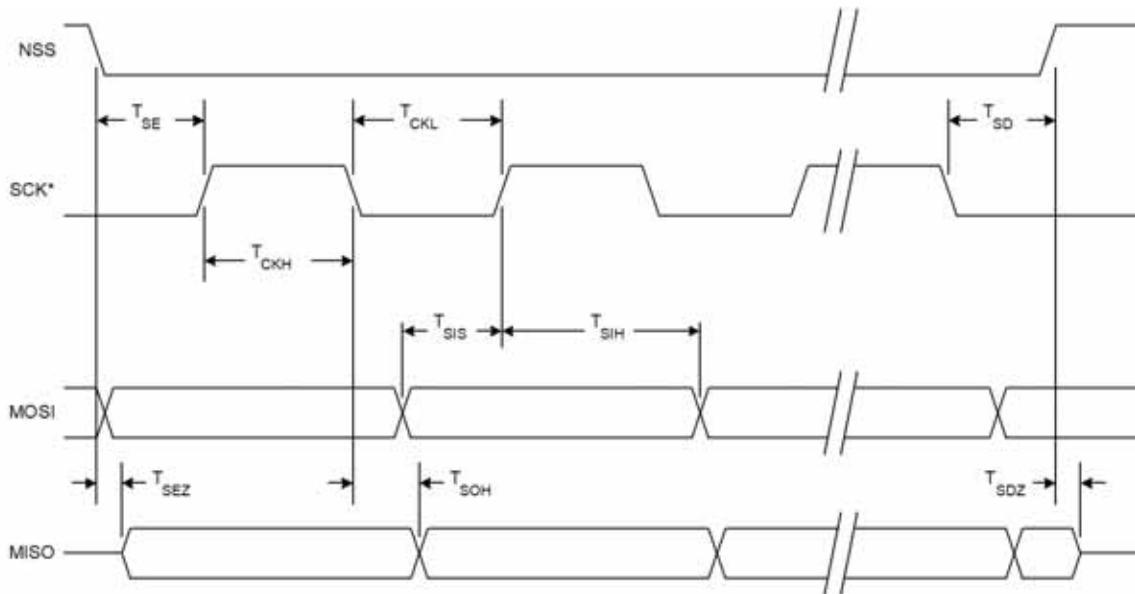 NSS
T_SE
T_CKL
T_SD
SCK*
T_CKH
T_SIS
T_SIH
MOSI
T_SEZ
T_SOH
T_SDZ
MISO